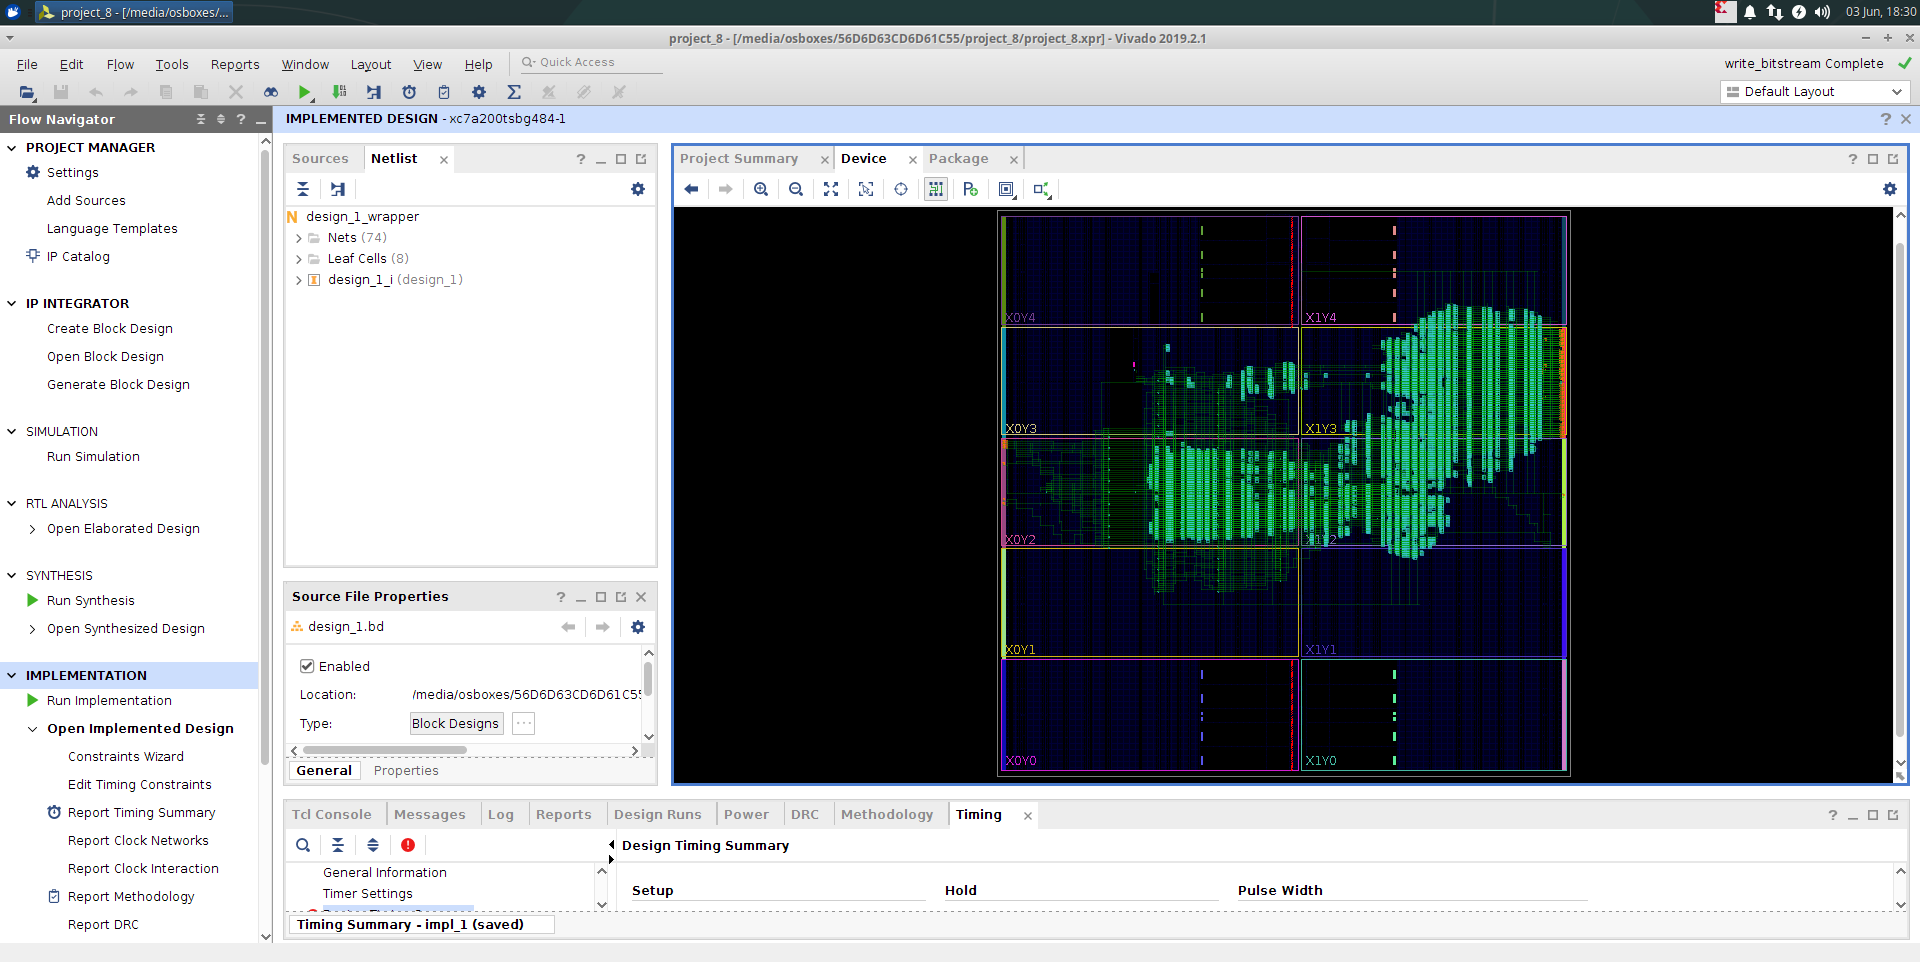 project_8 - [/media/osboxes/...
03 Jun, 18:30
project_8 - [/media/osboxes/56D6D63CD6D61C55/project_8/project_8.xpr] - Vivado 2019.2.1
File Edit Flow Tools Reports Window Layout View Help
Quick Access
write_bitstream Complete
Default Layout
Flow Navigator
IMPLEMENTED DESIGN - xc7a200tsbg484-1
PROJECT MANAGER
Settings
Add Sources
Language Templates
IP Catalog
IP INTEGRATOR
Create Block Design
Open Block Design
Generate Block Design
SIMULATION
Run Simulation
RTL ANALYSIS
Open Elaborated Design
SYNTHESIS
Run Synthesis
Open Synthesized Design
IMPLEMENTATION
Run Implementation
Open Implemented Design
Constraints Wizard
Edit Timing Constraints
Report Timing Summary
Report Clock Networks
Report Clock Interaction
Report Methodology
Report DRC
Sources Netlist
design_1_wrapper
Nets (74)
Leaf Cells (8)
design_1_i (design_1)
Source File Properties
design_1.bd
Enabled
Location: /media/osboxes/56D6D63CD6D61C55
Type: Block Designs ...
General Properties
Project Summary Device Package
X0Y4 X1Y4
X0Y3 X1Y3
X0Y2 X1Y2
X0Y1 X1Y1
X0Y0 X1Y0
Tcl Console Messages Log Reports Design Runs Power DRC Methodology Timing
General Information
Timer Settings
Design Timing Summary
Setup Hold Pulse Width
Timing Summary - impl_1 (saved)